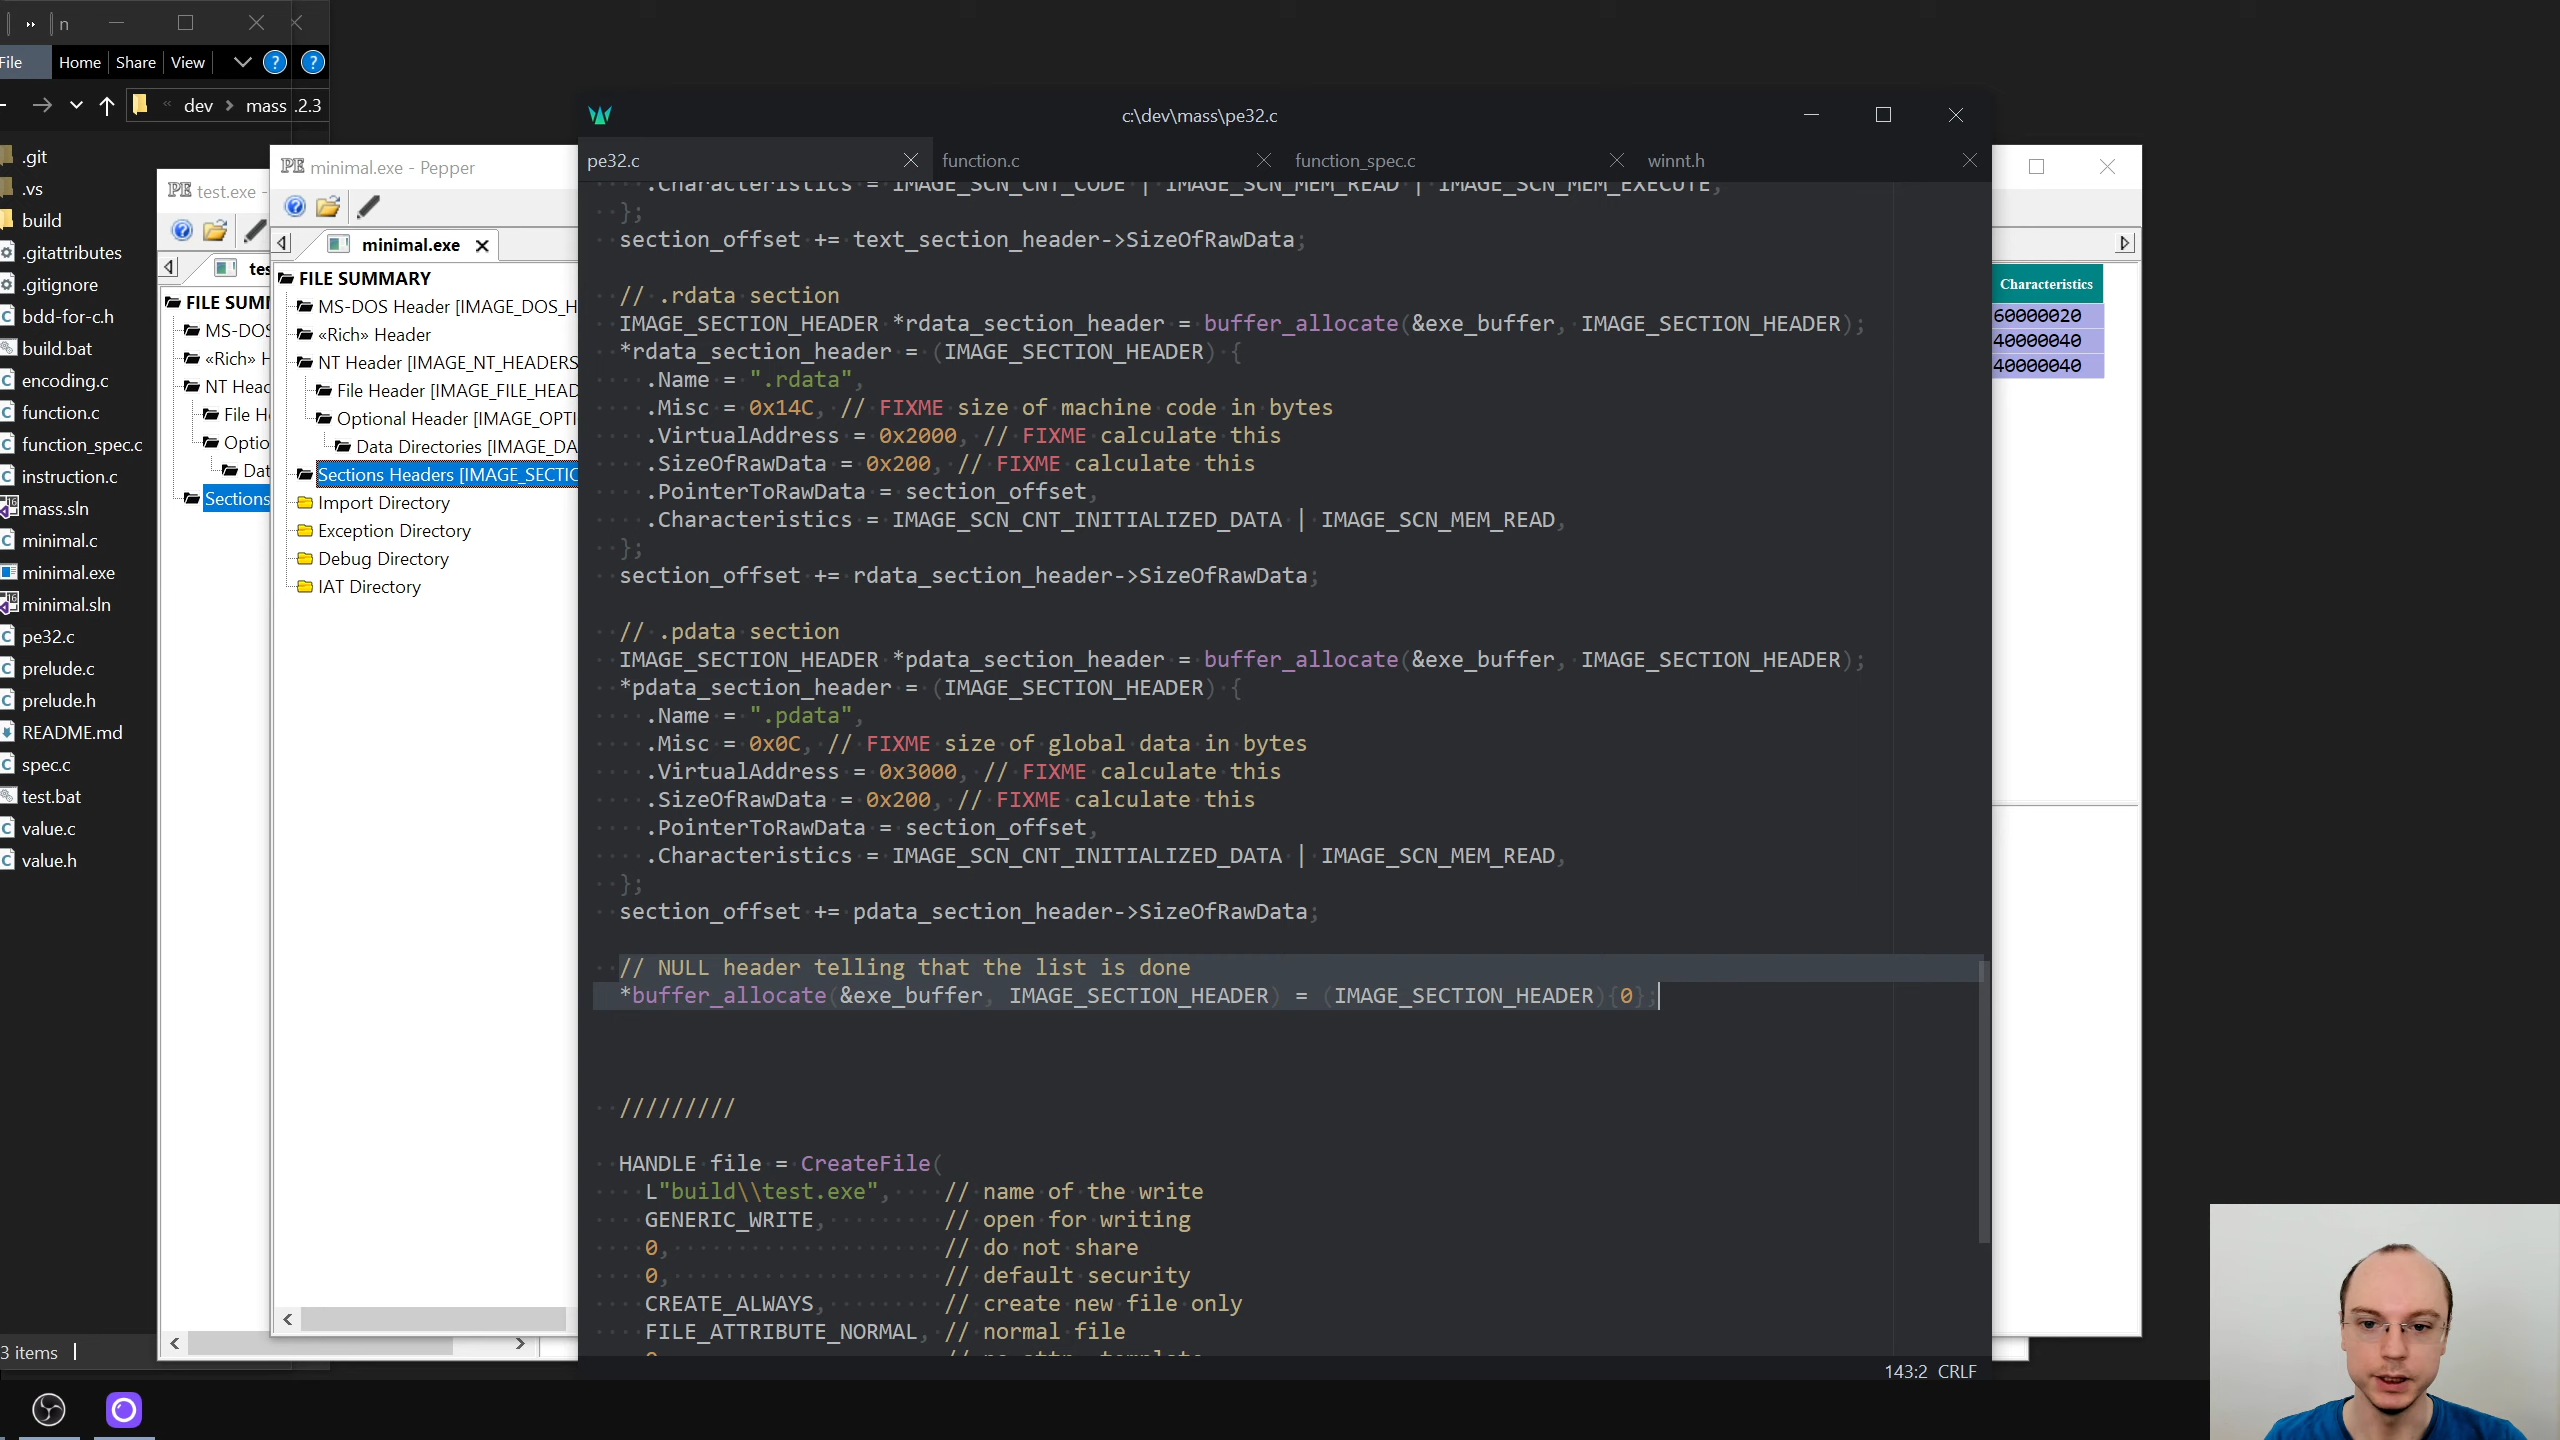 n
File
Home
Share
View
dev
mass
.2.3
.git
.vs
build
.gitattributes
.gitignore
bdd-for-c.h
build.bat
encoding.c
function.c
function_spec.c
instruction.c
mass.sln
minimal.c
minimal.exe
minimal.sln
pe32.c
prelude.c
prelude.h
README.md
spec.c
test.bat
value.c
value.h
3 items
PE test.exe -
tes
FILE SUM
MS-DOS
«Rich» H
NT Head
File H
Optio
Dat
Sections
PE minimal.exe - Pepper
minimal.exe
FILE SUMMARY
MS-DOS Header [IMAGE_DOS_H
«Rich» Header
NT Header [IMAGE_NT_HEADERS
File Header [IMAGE_FILE_HEAD
Optional Header [IMAGE_OPTI
Data Directories [IMAGE_DA
Sections Headers [IMAGE_SECTIO
Import Directory
Exception Directory
Debug Directory
IAT Directory
c:\dev\mass\pe32.c
pe32.c
function.c
function_spec.c
winnt.h
.Characteristics = IMAGE_SCN_CNT_CODE | IMAGE_SCN_MEM_READ | IMAGE_SCN_MEM_EXECUTE,
};
section_offset += text_section_header->SizeOfRawData;
// .rdata section
IMAGE_SECTION_HEADER *rdata_section_header = buffer_allocate(&exe_buffer, IMAGE_SECTION_HEADER);
*rdata_section_header = (IMAGE_SECTION_HEADER) {
.Name = ".rdata",
.Misc = 0x14C, // FIXME size of machine code in bytes
.VirtualAddress = 0x2000, // FIXME calculate this
.SizeOfRawData = 0x200, // FIXME calculate this
.PointerToRawData = section_offset,
.Characteristics = IMAGE_SCN_CNT_INITIALIZED_DATA | IMAGE_SCN_MEM_READ,
};
section_offset += rdata_section_header->SizeOfRawData;
// .pdata section
IMAGE_SECTION_HEADER *pdata_section_header = buffer_allocate(&exe_buffer, IMAGE_SECTION_HEADER);
*pdata_section_header = (IMAGE_SECTION_HEADER) {
.Name = ".pdata",
.Misc = 0x0C, // FIXME size of global data in bytes
.VirtualAddress = 0x3000, // FIXME calculate this
.SizeOfRawData = 0x200, // FIXME calculate this
.PointerToRawData = section_offset,
.Characteristics = IMAGE_SCN_CNT_INITIALIZED_DATA | IMAGE_SCN_MEM_READ,
};
section_offset += pdata_section_header->SizeOfRawData;
// NULL header telling that the list is done
*buffer_allocate(&exe_buffer, IMAGE_SECTION_HEADER) = (IMAGE_SECTION_HEADER){0};
/////////
HANDLE file = CreateFile(
L"build\\test.exe", // name of the write
GENERIC_WRITE, // open for writing
0, // do not share
0, // default security
CREATE_ALWAYS, // create new file only
FILE_ATTRIBUTE_NORMAL, // normal file
143:2 CRLF
Characteristics
60000020
40000040
40000040